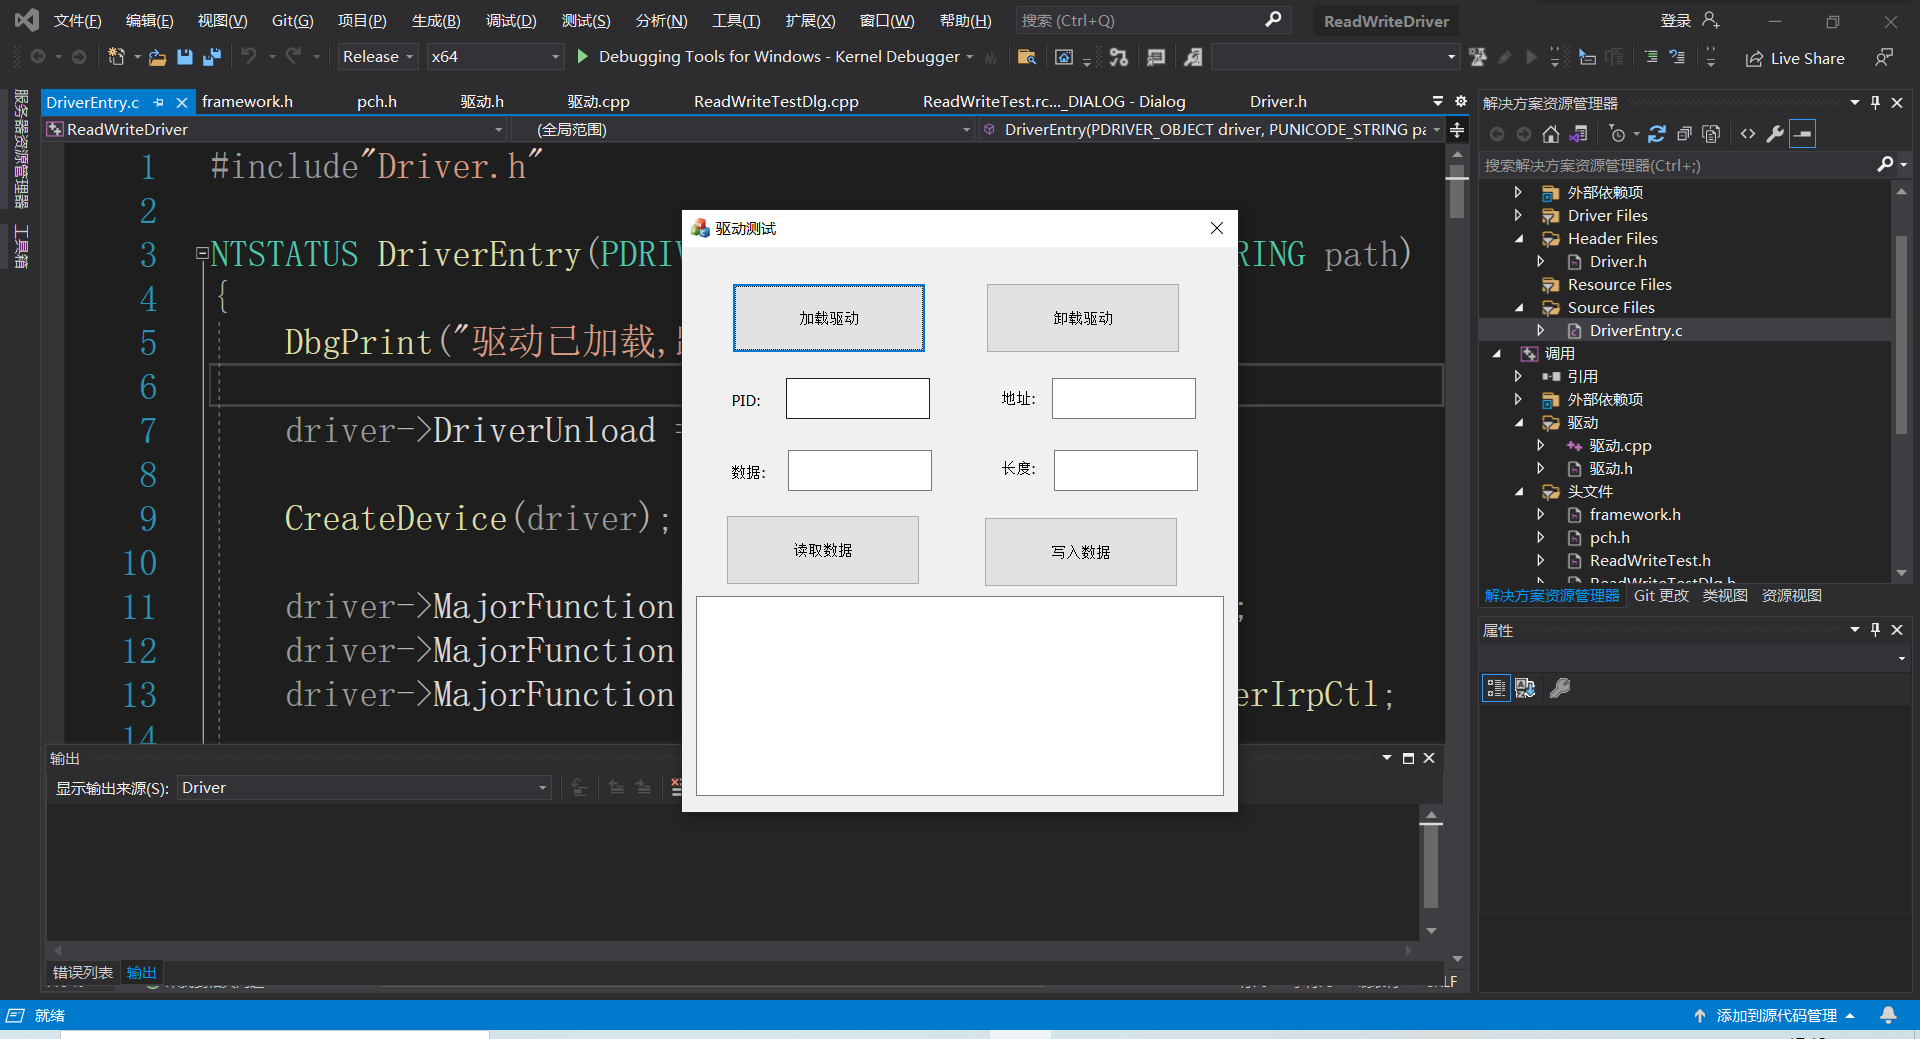 文件(F) 编辑(E) 视图(V) Git(G) 项目(P) 生成(B) 调试(D) 测试(S) 分析(N) 工具(T) 扩展(X) 窗口(W) 帮助(H) 搜索 (Ctrl+Q) ReadWriteDriver 登录
Release x64 Debugging Tools for Windows - Kernel Debugger Live Share
服务器资源管理器
工具箱
DriverEntry.c framework.h pch.h 驱动.h 驱动.cpp ReadWriteTestDlg.cpp ReadWriteTest.rc..._DIALOG - Dialog Driver.h
ReadWriteDriver (全局范围) DriverEntry(PDRIVER_OBJECT driver, PUNICODE_STRING pa
1 #include"Driver.h"
2
3 NTSTATUS DriverEntry(PDRIV RING path)
4 {
5 DbgPrint("驱动已加载,
6
7 driver->DriverUnload =
8
9 CreateDevice(driver);
10
11 driver->MajorFunction ;
12 driver->MajorFunction
13 driver->MajorFunction erIrpCtl;
14
驱动测试
加载驱动 卸载驱动
PID: 地址:
数据: 长度:
读取数据 写入数据
输出
显示输出来源(S): Driver
错误列表 输出
解决方案资源管理器
搜索解决方案资源管理器(Ctrl+;)
外部依赖项
Driver Files
Header Files
Driver.h
Resource Files
Source Files
DriverEntry.c
调用
引用
外部依赖项
驱动
驱动.cpp
驱动.h
头文件
framework.h
pch.h
ReadWriteTest.h
ReadWriteTestDlg.h
解决方案资源管理器 Git 更改 类视图 资源视图
属性
就绪 添加到源代码管理